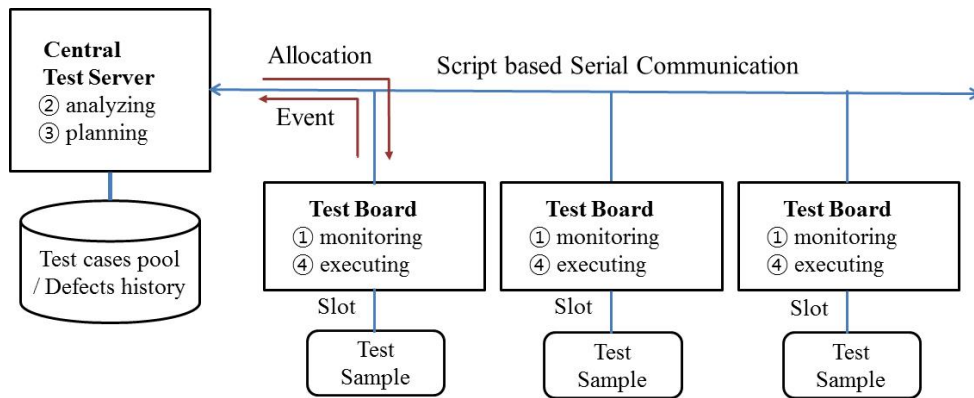 Central
Test Server
② analyzing
③ planning
Allocation
Event
Script based Serial Communication
Test cases pool
/ Defects history
Test Board
① monitoring
④ executing
Slot
Test
Sample
Test Board
① monitoring
④ executing
Slot
Test
Sample
Test Board
① monitoring
④ executing
Slot
Test
Sample